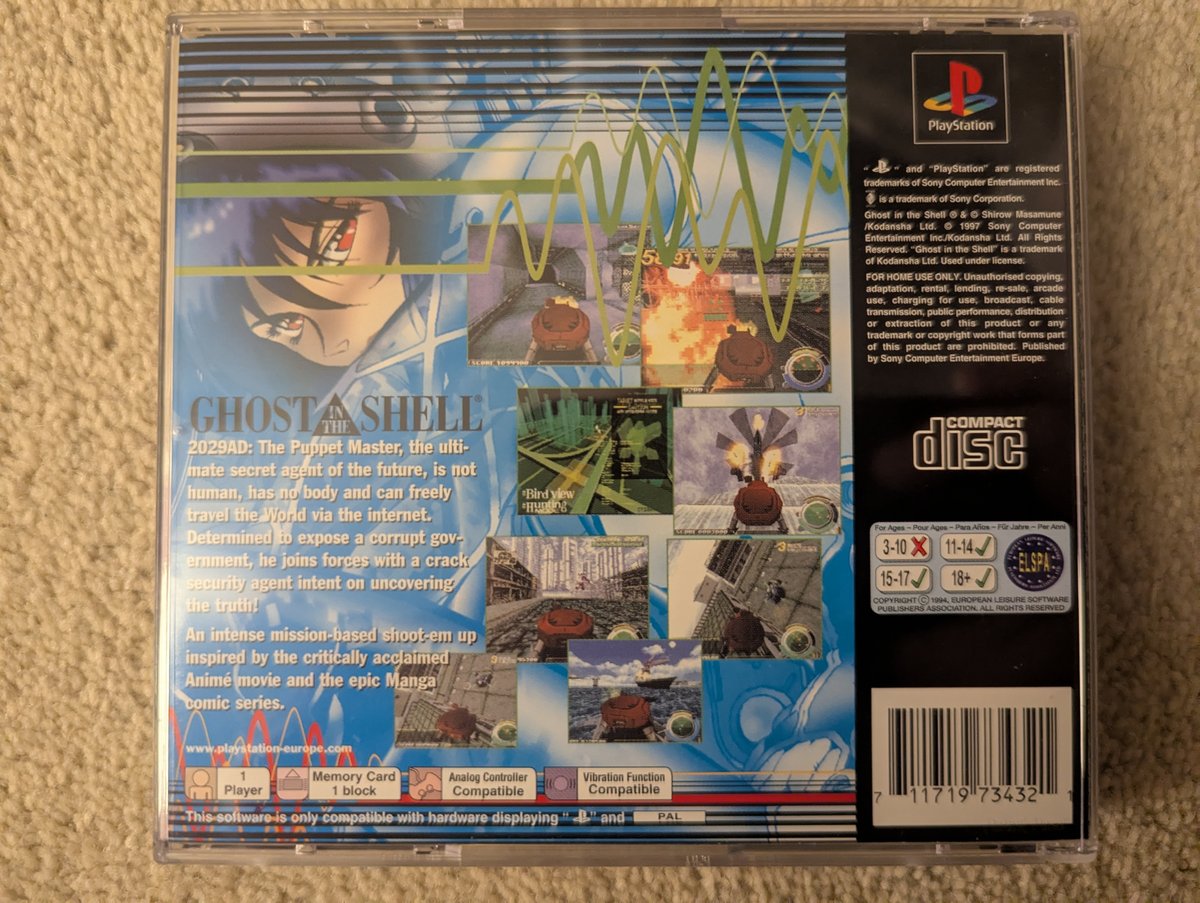 GHOST IN THE SHELL®
2029AD: The Puppet Master, the ulti-
mate secret agent of the future, is not
human, has no body and can freely
travel the World via the internet.
Determined to expose a corrupt gov-
ernment, he joins forces with a crack
security agent intent on uncovering
the truth!
An intense mission-based shoot-em up
inspired by the critically acclaimed
Animé movie and the epic Manga
comic series.
www.playstation-europe.com
Bird view
hunting
1
Player
Memory Card
1 block
Analog Controller
Compatible
Vibration Function
Compatible
This software is only compatible with hardware displaying " " and PAL
PlayStation
" " and "PlayStation" are registered
trademarks of Sony Computer Entertainment Inc.
is a trademark of Sony Corporation.
Ghost in the Shell ® & © Shirow Masamune
/Kodansha Ltd. © 1997 Sony Computer
Entertainment Inc./Kodansha Ltd. All Rights
Reserved. "Ghost in the Shell" is a trademark
of Kodansha Ltd. Used under license.
FOR HOME USE ONLY. Unauthorised copying,
adaptation, rental, lending, re-sale, arcade
use, charging for use, broadcast, cable
transmission, public performance, distribution
or extraction of this product or any
trademark or copyright work that forms part
of this product are prohibited. Published
by Sony Computer Entertainment Europe.
COMPACT
disc
For Ages ~ Pour Ages ~ Para Años ~ Für Jahre ~ Per Anni
3-10 11-14
15-17 18+
ELSPA
COPYRIGHT © 1994, EUROPEAN LEISURE SOFTWARE
PUBLISHERS ASSOCIATION. ALL RIGHTS RESERVED
7 11719 73432 1